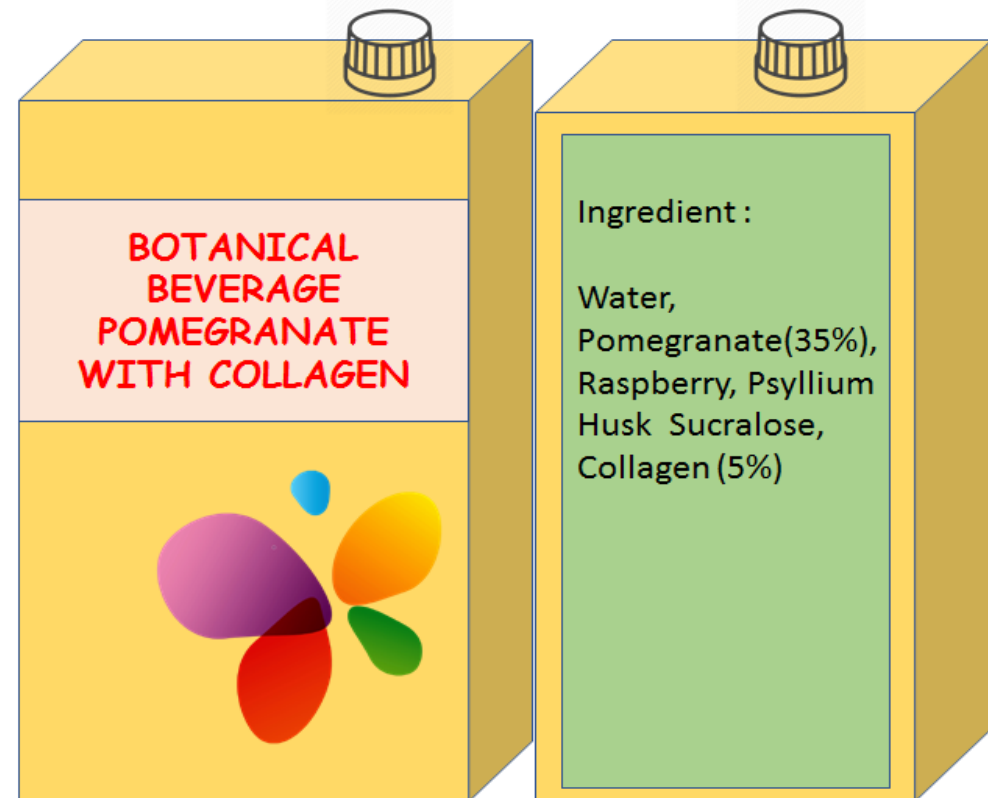 BOTANICAL
BEVERAGE
POMEGRANATE
WITH COLLAGEN
Ingredient :
Water,
Pomegranate(35%),
Raspberry, Psyllium
Husk Sucralose,
Collagen (5%)